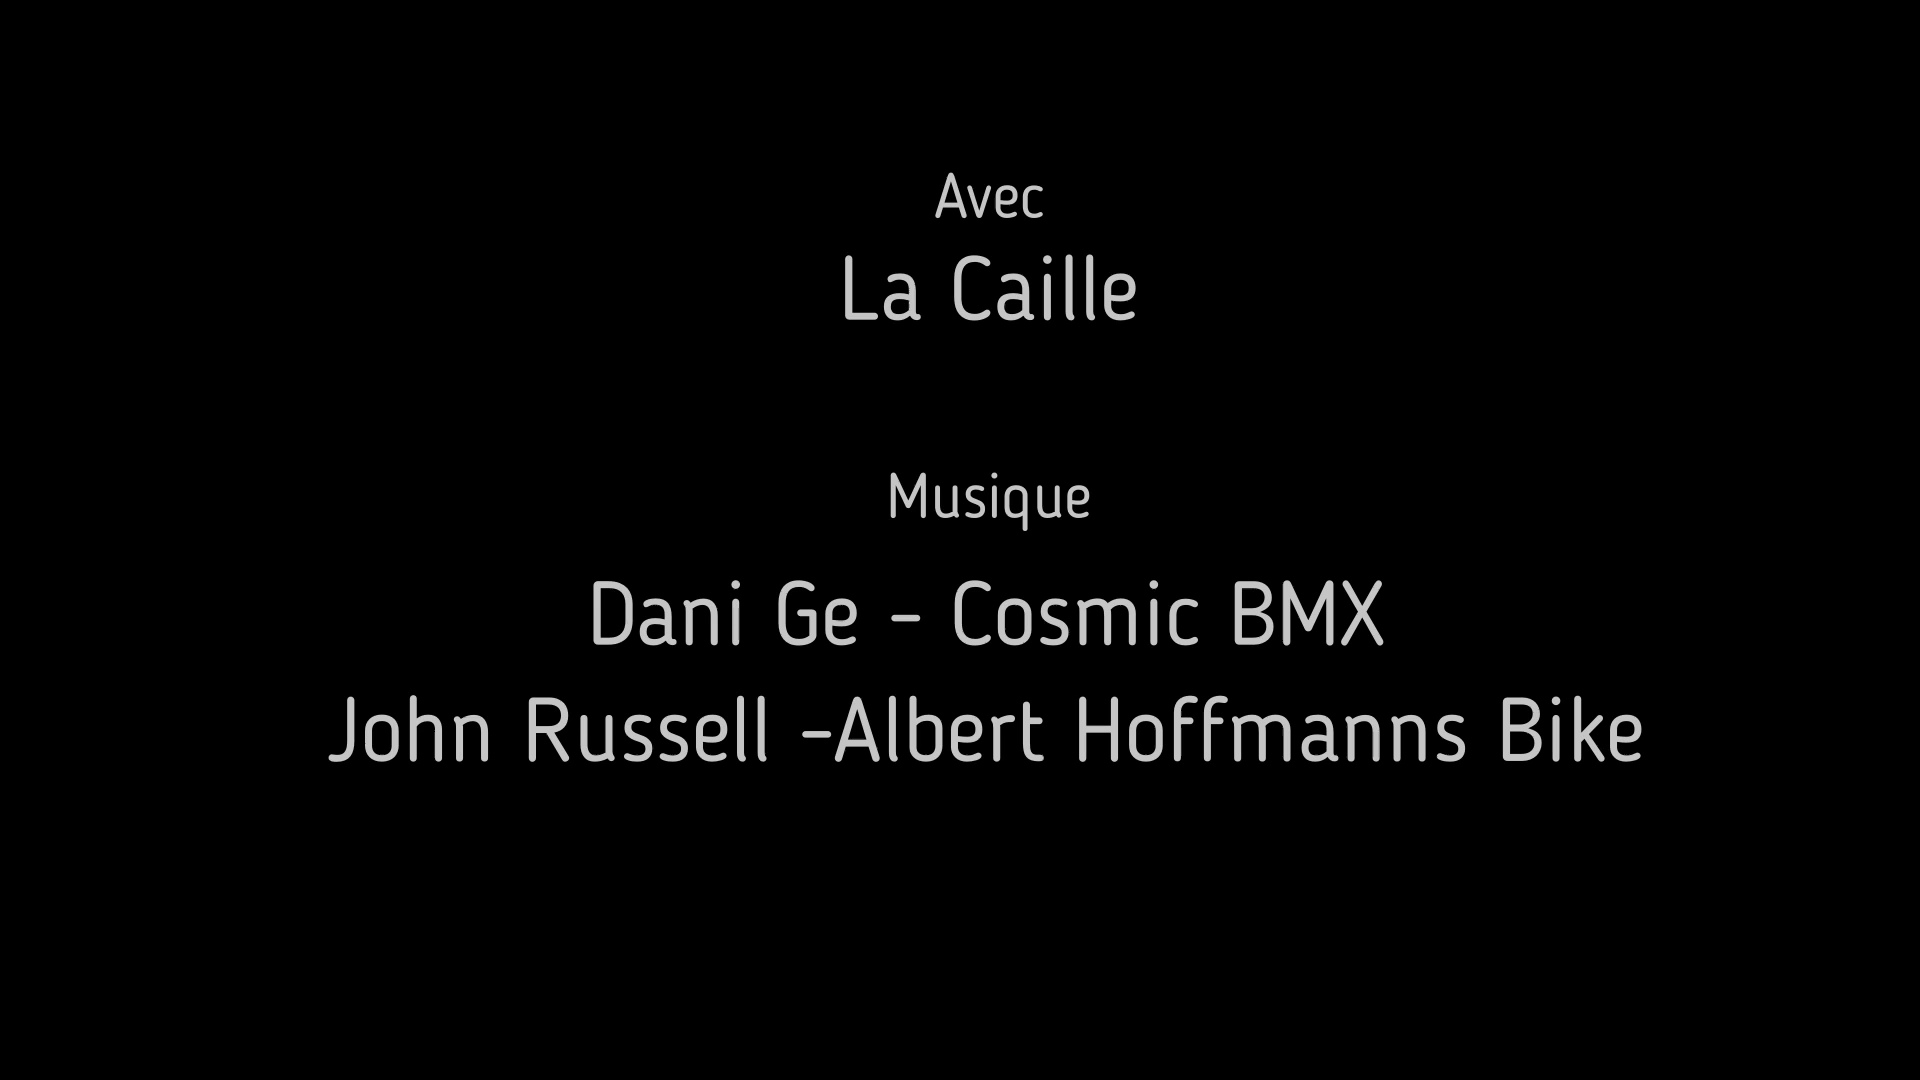 Avec
La Caille
Musique
Dani Ge - Cosmic BMX
John Russell -Albert Hoffmanns Bike